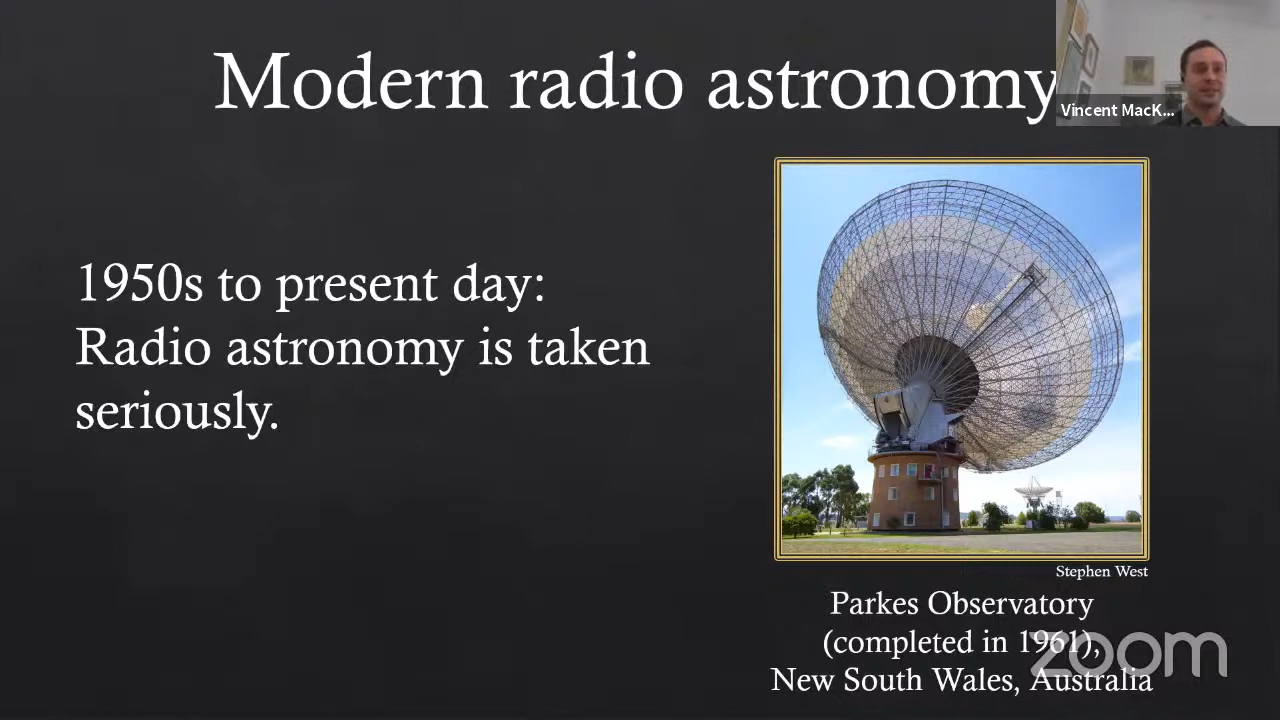 Modern radio astronomy
Vincent MacK...
1950s to present day:
Radio astronomy is taken
seriously.
Stephen West
Parkes Observatory
(completed in 1961),
New South Wales, Australia
zoom